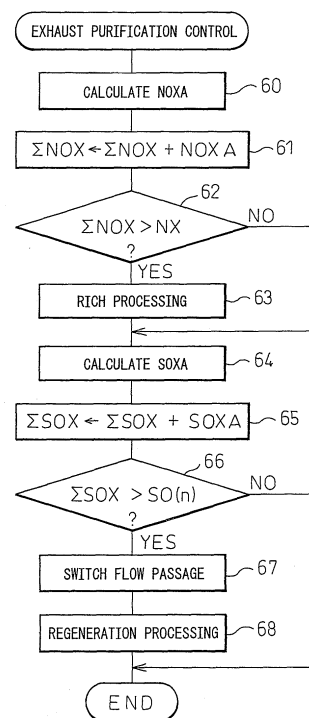 EXHAUST PURIFICATION CONTROL
CALCULATE NOXA
60
ΣNOX←ΣNOX + NOXA
61
62
ΣNOX>NX
?
NO
YES
RICH PROCESSING
63
CALCULATE SOXA
64
ΣSOX← ΣSOX + SOXA
65
66
ΣSOX > SO(n)
?
NO
YES
SWITCH FLOW PASSAGE
67
REGENERATION PROCESSING
68
END